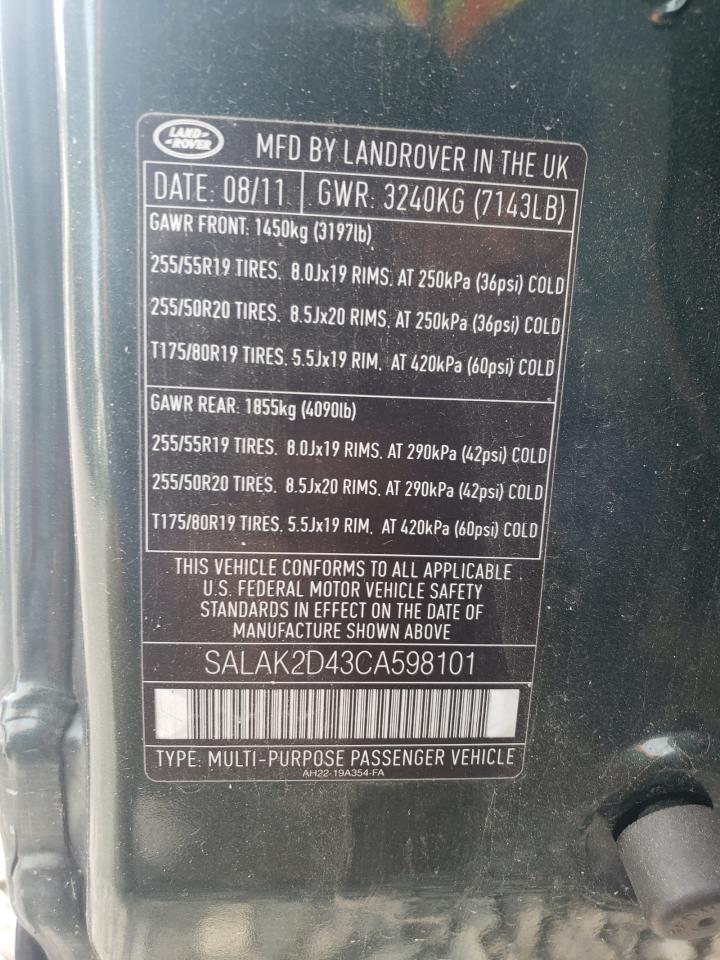 LAND ROVER
MFD BY LANDROVER IN THE UK
DATE: 08/11 GWR: 3240KG (7143LB)
GAWR FRONT: 1450kg (3197lb)
255/55R19 TIRES. 8.0Jx19 RIMS. AT 250kPa (36psi) COLD
255/50R20 TIRES. 8.5Jx20 RIMS. AT 250kPa (36psi) COLD
T175/80R19 TIRES. 5.5Jx19 RIM. AT 420kPa (60psi) COLD
GAWR REAR: 1855kg (4090lb)
255/55R19 TIRES. 8.0Jx19 RIMS. AT 290kPa (42psi) COLD
255/50R20 TIRES. 8.5Jx20 RIMS. AT 290kPa (42psi) COLD
T175/80R19 TIRES. 5.5Jx19 RIM. AT 420kPa (60psi) COLD
THIS VEHICLE CONFORMS TO ALL APPLICABLE
U.S. FEDERAL MOTOR VEHICLE SAFETY
STANDARDS IN EFFECT ON THE DATE OF
MANUFACTURE SHOWN ABOVE
SALAK2D43CA598101
TYPE: MULTI-PURPOSE PASSENGER VEHICLE
AH22-19A354-FA